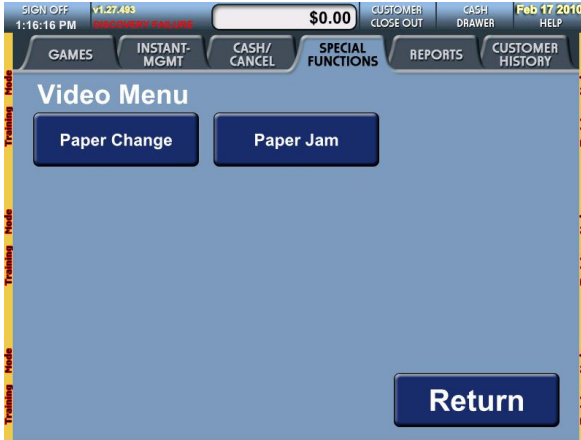 SIGN OFF
v1.27.493
1:16:16 PM
DISCOVERY FAILURE
$0.00
CUSTOMER
CLOSE OUT
CASH
DRAWER
Feb 17 2010
HELP
GAMES
INSTANT-
MGMT
CASH/
CANCEL
SPECIAL
FUNCTIONS
REPORTS
CUSTOMER
HISTORY
Video Menu
Paper Change
Paper Jam
Return
Training Mode
Training Mode
Training Mode